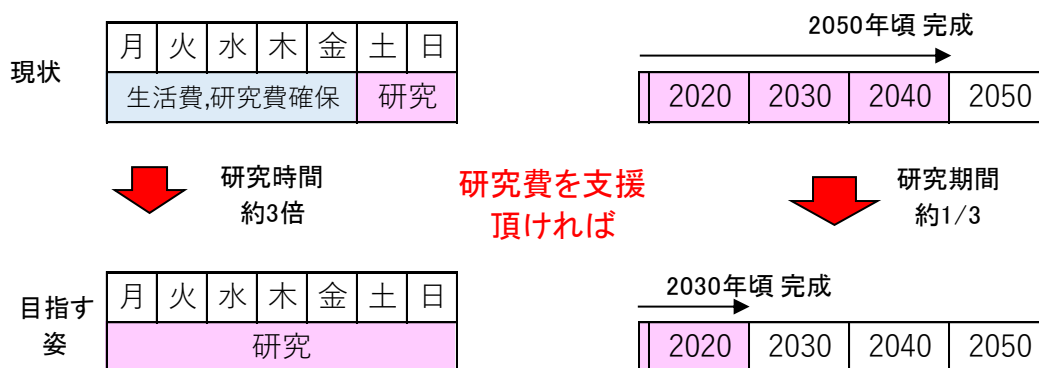 2050年頃 完成
現状
月 火 水 木 金 土 日
生活費,研究費確保 研究
2020 2030 2040 2050
研究時間
約3倍
研究費を支援
頂ければ
研究期間
約1/3
目指す
姿
月 火 水 木 金 土 日
研究
2030年頃 完成
2020 2030 2040 2050